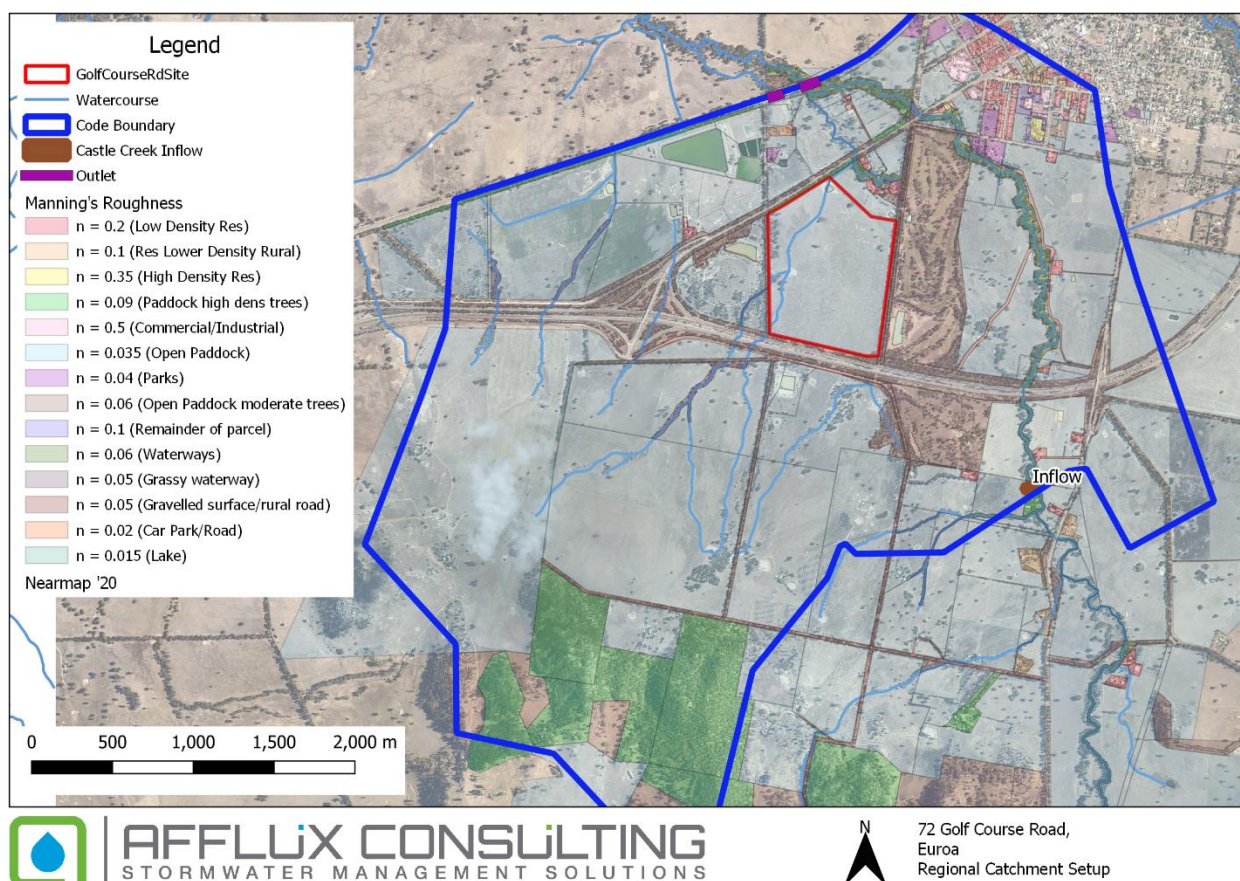 Legend
GolfCourseRdSite
Watercourse
Code Boundary
Castle Creek Inflow
Outlet
Manning's Roughness
n = 0.2 (Low Density Res)
n = 0.1 (Res Lower Density Rural)
n = 0.35 (High Density Res)
n = 0.09 (Paddock high dens trees)
n = 0.5 (Commercial/Industrial)
n = 0.035 (Open Paddock)
n = 0.04 (Parks)
n = 0.06 (Open Paddock moderate trees)
n = 0.1 (Remainder of parcel)
n = 0.06 (Waterways)
n = 0.05 (Grassy waterway)
n = 0.05 (Gravelled surface/rural road)
n = 0.02 (Car Park/Road)
n = 0.015 (Lake)
Nearmap '20
Inflow
0 500 1,000 1,500 2,000 m
AFFLUX CONSULTING
STORMWATER MANAGEMENT SOLUTIONS
N
72 Golf Course Road,
Euroa
Regional Catchment Setup